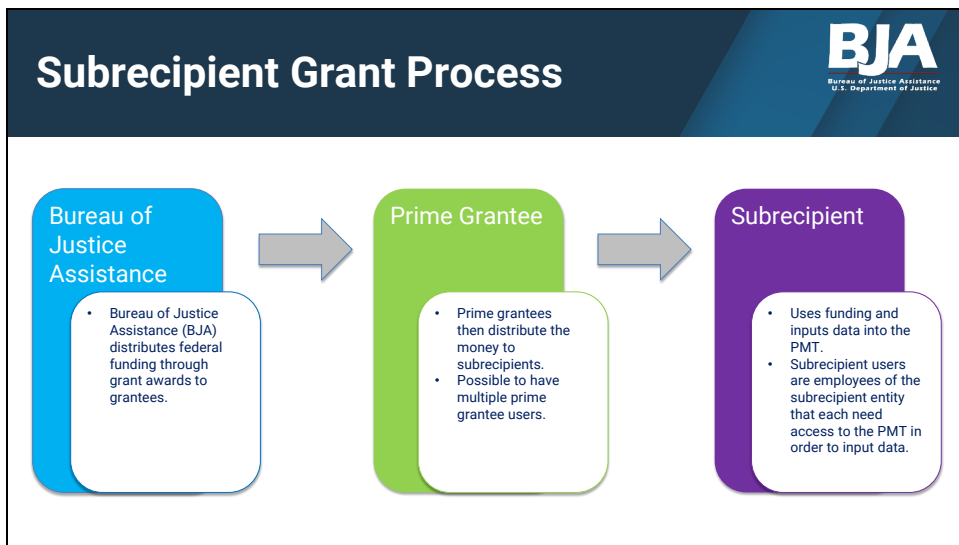 Subrecipient Grant Process
BJA
Bureau of Justice Assistance
U.S. Department of Justice
Bureau of
Justice
Assistance
• Bureau of Justice
Assistance (BJA)
distributes federal
funding through
grant awards to
grantees.
Prime Grantee
• Prime grantees
then distribute the
money to
subrecipients.
• Possible to have
multiple prime
grantee users.
Subrecipient
• Uses funding and
inputs data into the
PMT.
• Subrecipient users
are employees of the
subrecipient entity
that each need
access to the PMT in
order to input data.